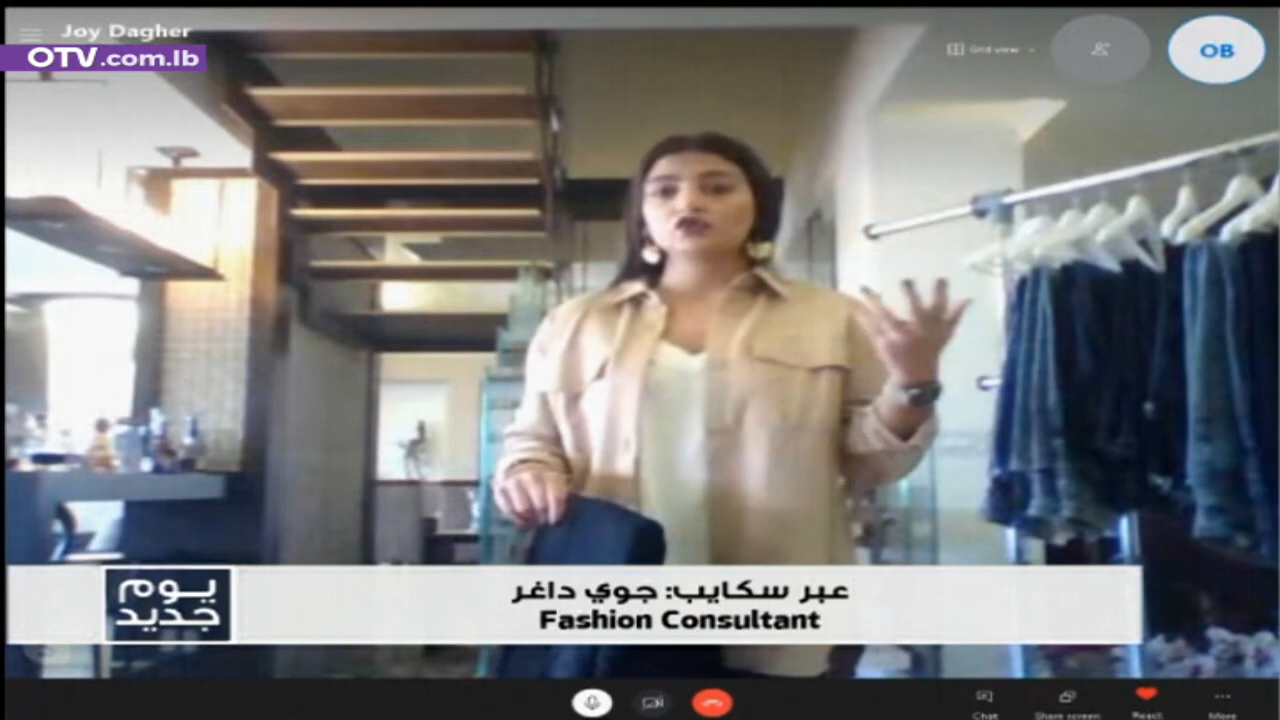 Joy Dagher
OTV.com.lb
Grid view
OB
يوم
جديد
عبر سكايب: جوي داغر
Fashion Consultant
Chat
Share screen
React
More